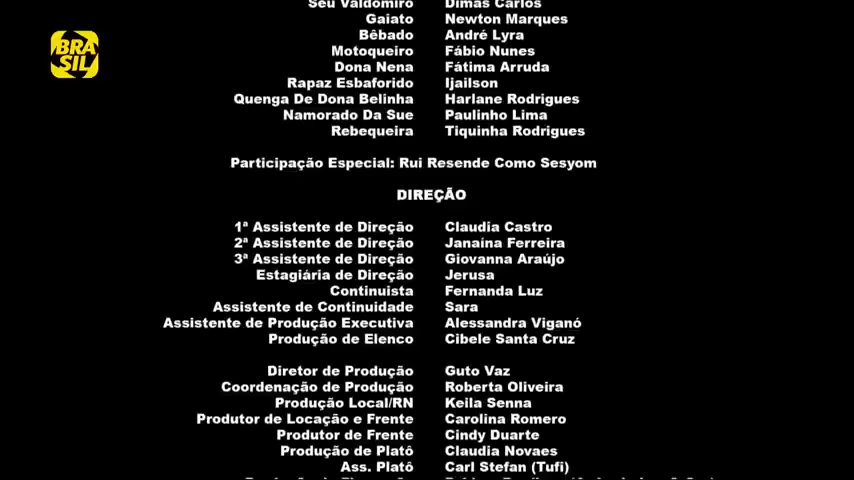 Seu Valdomiro Dimas Carlos
BRA
SIL
Gaiato Newton Marques
Bêbado André Lyra
Motoqueiro Fábio Nunes
Dona Nena Fátima Arruda
Rapaz Esbaforido Ijailson
Quenga De Dona Belinha Harlane Rodrigues
Namorado Da Sue Paulinho Lima
Rebequeira Tiquinha Rodrigues
Participação Especial: Rui Resende Como Sesyom
DIREÇÃO
1ª Assistente de Direção Claudia Castro
2ª Assistente de Direção Janaína Ferreira
3ª Assistente de Direção Giovanna Araújo
Estagiária de Direção Jerusa
Continuista Fernanda Luz
Assistente de Continuidade Sara
Assistente de Produção Executiva Alessandra Viganó
Produção de Elenco Cibele Santa Cruz
Diretor de Produção Guto Vaz
Coordenação de Produção Roberta Oliveira
Produção Local/RN Keila Senna
Produtor de Locação e Frente Carolina Romero
Produtor de Frente Cindy Duarte
Produção de Platô Claudia Novaes
Ass. Platô Carl Stefan (Tufi)